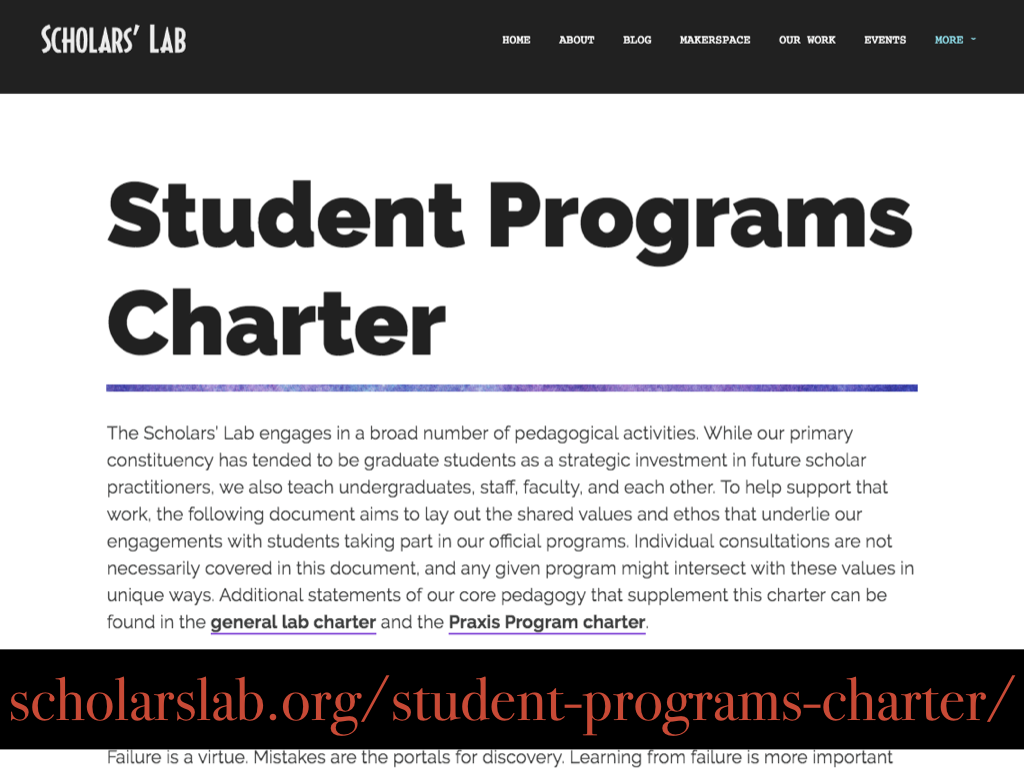 Scholars' Lab
HOME ABOUT BLOG MAKERSPACE OUR WORK EVENTS MORE
Student Programs
Charter
The Scholars' Lab engages in a broad number of pedagogical activities. While our primary
constituency has tended to be graduate students as a strategic investment in future scholar
practitioners, we also teach undergraduates, staff, faculty, and each other. To help support that
work, the following document aims to lay out the shared values and ethos that underlie our
engagements with students taking part in our official programs. Individual consultations are not
necessarily covered in this document, and any given program might intersect with these values in
unique ways. Additional statements of our core pedagogy that supplement this charter can be
found in the general lab charter and the Praxis Program charter.
scholarslab.org/student-programs-charter/
Failure is a virtue. Mistakes are the portals for discovery. Learning from failure is more important